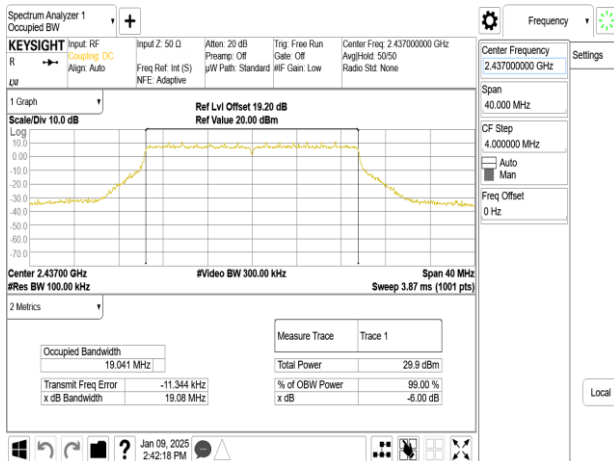 Spectrum Analyzer 1
Occupied BW
Frequency
KEYSIGHT
R
LXI
Input: RF
Coupling: DC
Align: Auto
Input Z: 50 Ω
Freq Ref: Int (S)
NFE: Adaptive
Atten: 20 dB
Preamp: Off
µW Path: Standard
Trig: Free Run
Gate: Off
#IF Gain: Low
Center Freq: 2.437000000 GHz
Avg|Hold: 50/50
Radio Std: None
Center Frequency
2.437000000 GHz
Settings
Span
40.000 MHz
CF Step
4.000000 MHz
Auto
Man
Freq Offset
0 Hz
Local
1 Graph
Scale/Div 10.0 dB
Ref Lvl Offset 19.20 dB
Ref Value 20.00 dBm
Log
10.0
0.00
-10.0
-20.0
-30.0
-40.0
-50.0
-60.0
-70.0
Center 2.43700 GHz
#Video BW 300.00 kHz
Span 40 MHz
#Res BW 100.00 kHz
Sweep 3.87 ms (1001 pts)
2 Metrics
Measure Trace Trace 1
Occupied Bandwidth
19.041 MHz
Total Power 29.9 dBm
Transmit Freq Error -11.344 kHz
% of OBW Power 99.00 %
x dB Bandwidth 19.08 MHz
x dB -6.00 dB
Jan 09, 2025
2:42:18 PM